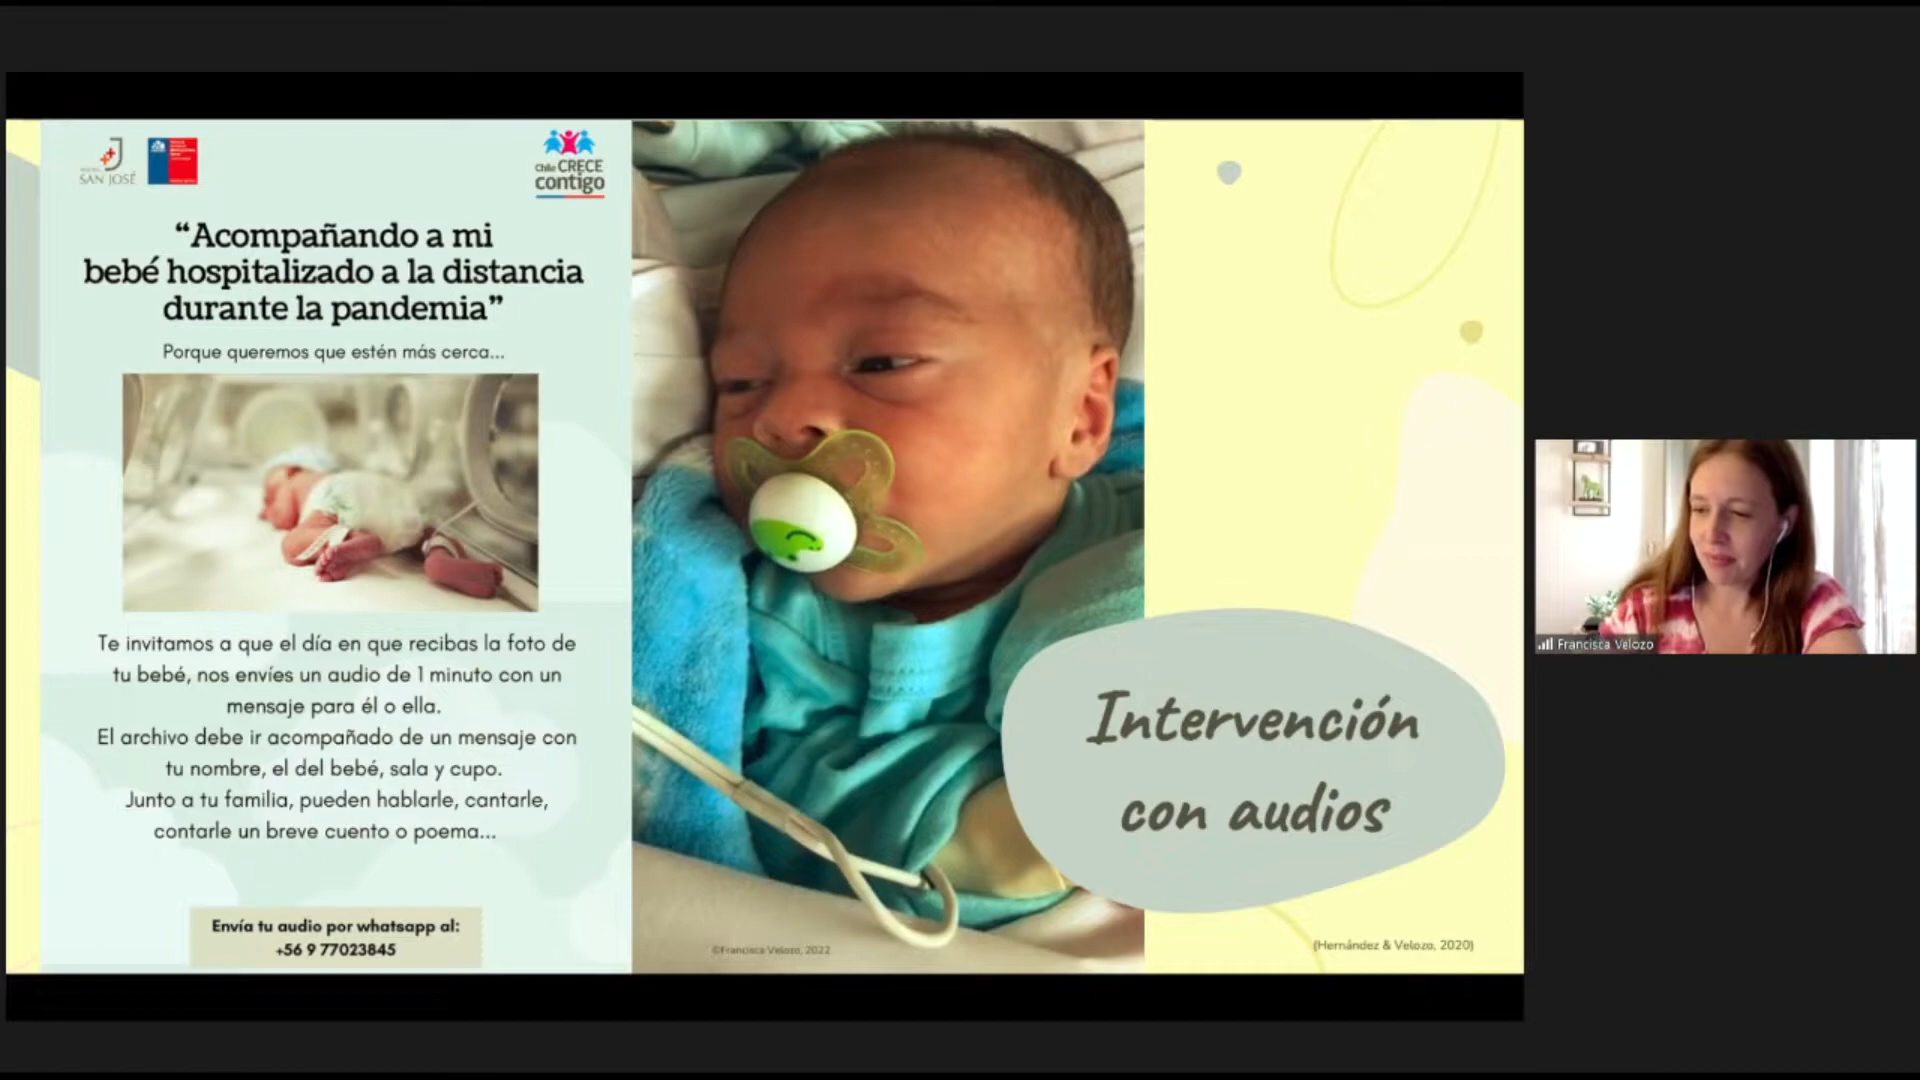 SAN JOSÉ
Chile CRECE
contigo
“Acompañando a mi
bebé hospitalizado a la distancia
durante la pandemia”
Porque queremos que estén más cerca...
Te invitamos a que el día en que recibas la foto de
tu bebé, nos envíes un audio de 1 minuto con un
mensaje para él o ella.
El archivo debe ir acompañado de un mensaje con
tu nombre, el del bebé, sala y cupo.
Junto a tu familia, pueden hablarle, cantarle,
contarle un breve cuento o poema...
Envía tu audio por whatsapp al:
+56 9 77023845
©Francisca Velozo, 2022
Intervención
con audios
(Hernández & Velozo, 2020)
Francisca Velozo